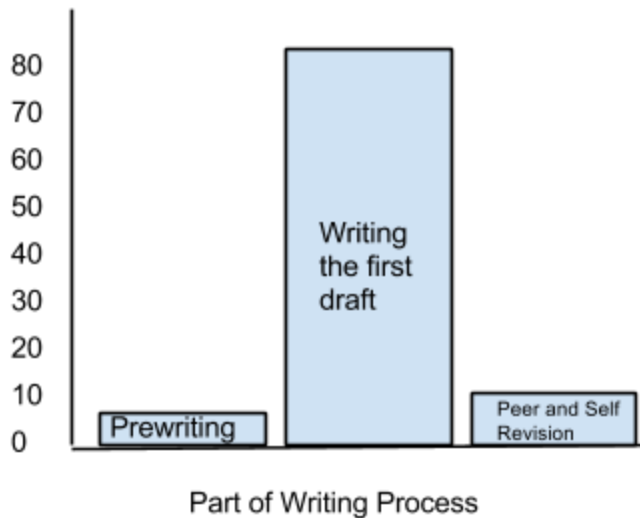 80
70
60
50
40
30
20
10
0
Writing
the first
draft
Prewriting
Peer and Self
Revision
Part of Writing Process